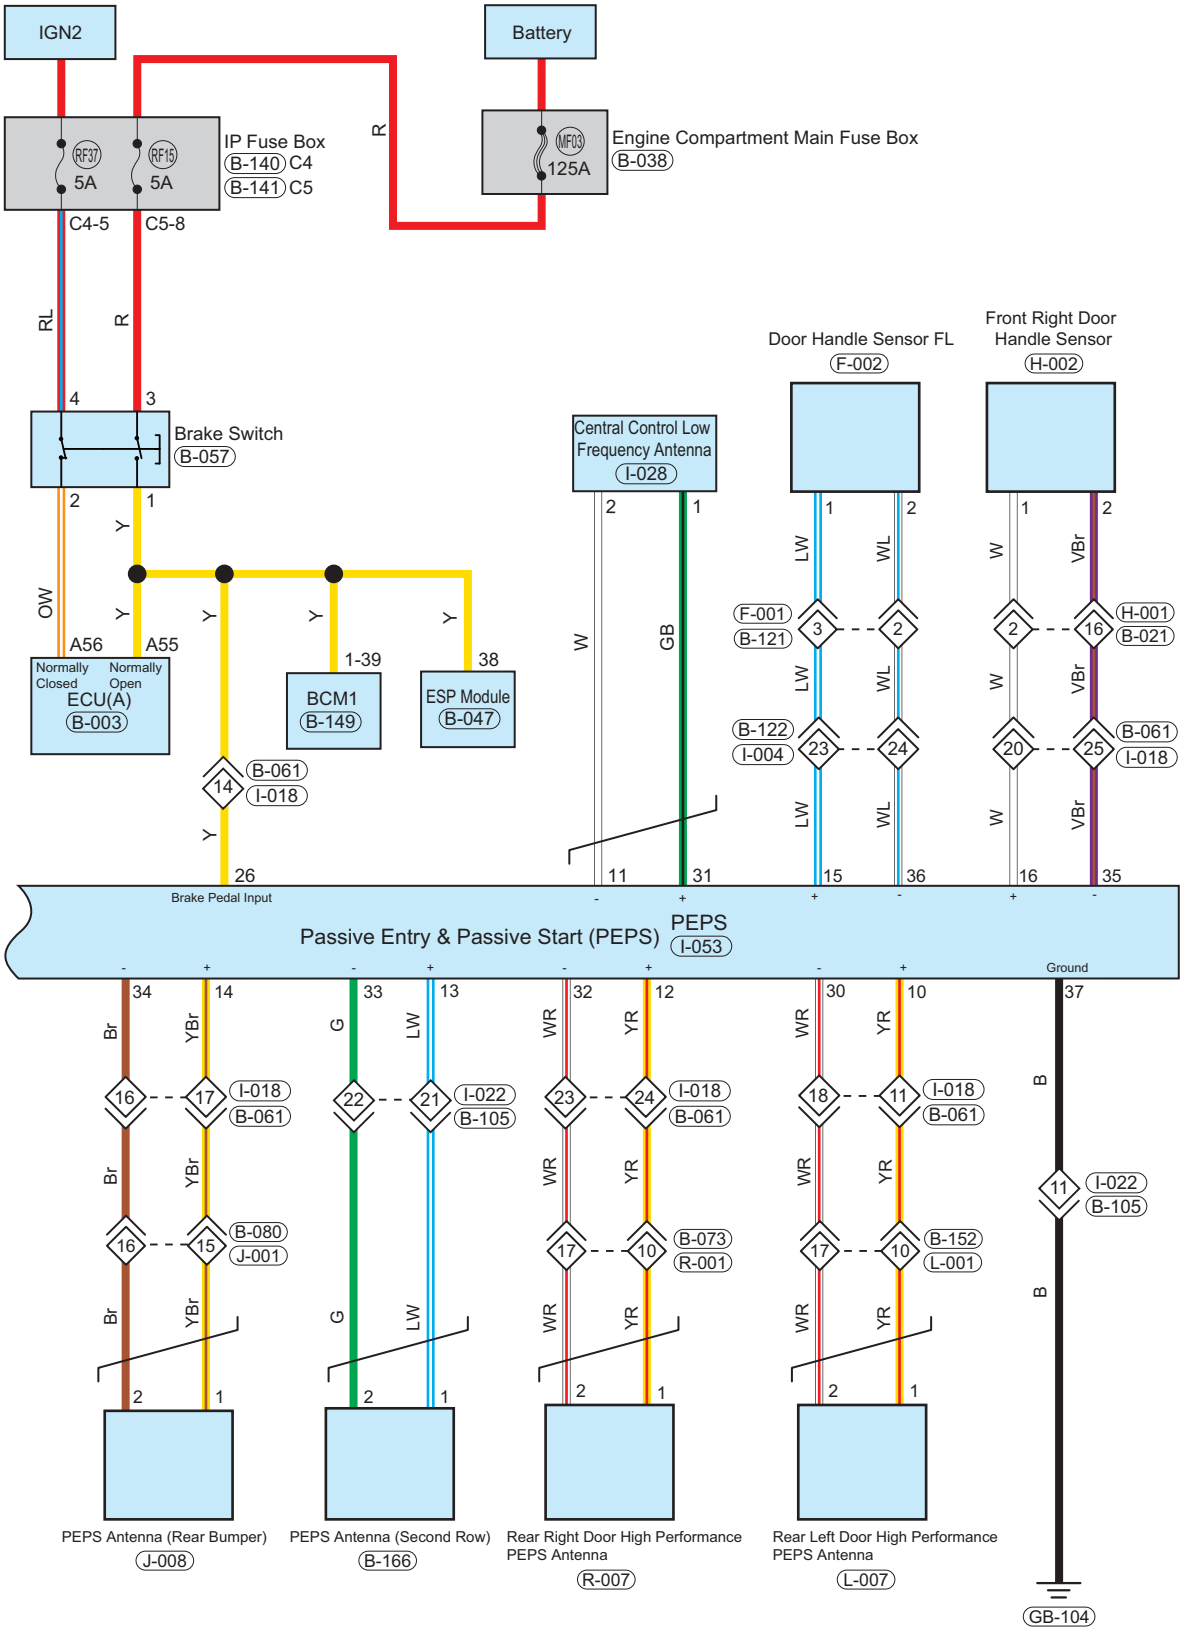 IGN2
Battery
RF37
5A
RF15
5A
IP Fuse Box
B-140 C4
B-141 C5
R
MF03
125A
Engine Compartment Main Fuse Box
B-038
C4-5
C5-8
RL
R
4
3
Brake Switch
B-057
2
1
Y
OW
Y
Y
Y
Y
A56
A55
Normally Closed
Normally Open
ECU(A)
B-003
1-39
BCM1
B-149
38
ESP Module
B-047
14
B-061
I-018
Y
26
Central Control Low
Frequency Antenna
I-028
2
1
W
GB
11
31
Door Handle Sensor FL
F-002
1
2
LW
WL
F-001
B-121
3
2
LW
WL
B-122
I-004
23
24
LW
WL
15
36
Front Right Door
Handle Sensor
H-002
1
2
W
VBr
2
16
H-001
B-021
W
VBr
20
25
B-061
I-018
W
VBr
16
35
Brake Pedal Input
-
+
+
-
+
-
Passive Entry & Passive Start (PEPS)
PEPS
I-053
-
+
-
+
-
+
-
+
Ground
34
14
33
13
32
12
30
10
37
Br
YBr
G
LW
WR
YR
WR
YR
B
16
17
I-018
B-061
22
21
I-022
B-105
23
24
I-018
B-061
18
11
I-018
B-061
Br
YBr
WR
YR
WR
YR
11
I-022
B-105
16
15
B-080
J-001
17
10
B-073
R-001
17
10
B-152
L-001
Br
YBr
G
LW
WR
YR
WR
YR
B
2
1
2
1
2
1
2
1
PEPS Antenna (Rear Bumper)
J-008
PEPS Antenna (Second Row)
B-166
Rear Right Door High Performance
PEPS Antenna
R-007
Rear Left Door High Performance
PEPS Antenna
L-007
GB-104